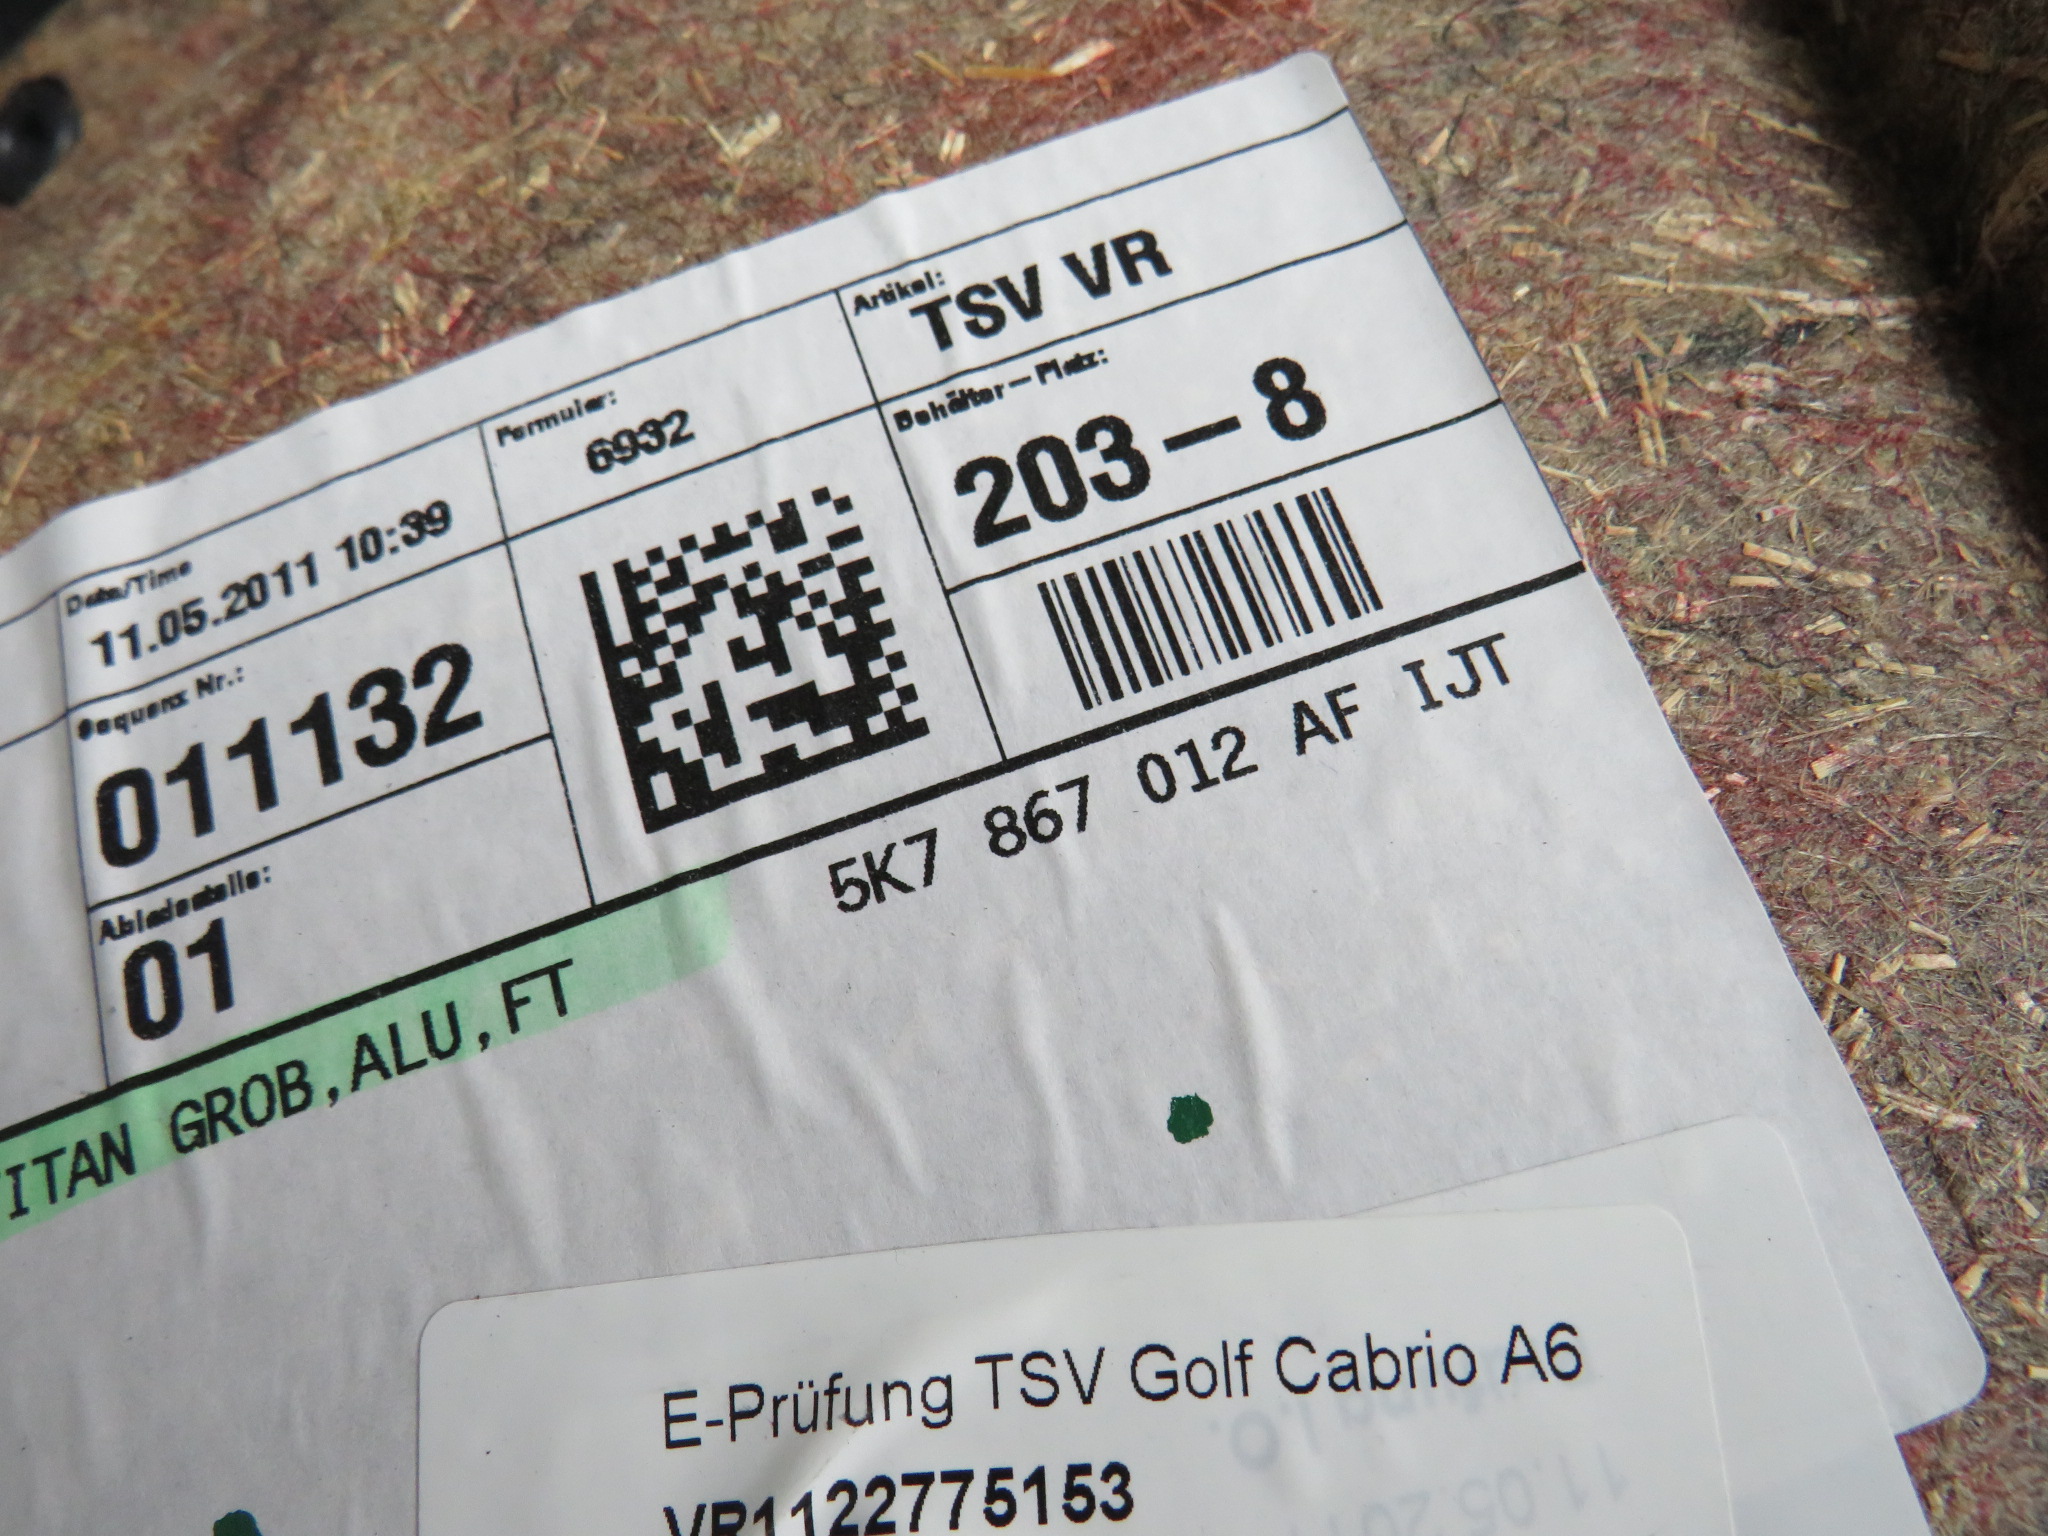 Artikel:
TSV VR
Formular:
6932
Behälter-Platz:
203-8
Date/Time
11.05.2011 10:39
Sequenz Nr.:
011132
Abladestelle:
01
5K7 867 012 AF IJT
GROB,ALU,FT
E-Prüfung TSV Golf Cabrio A6
VR1122775153